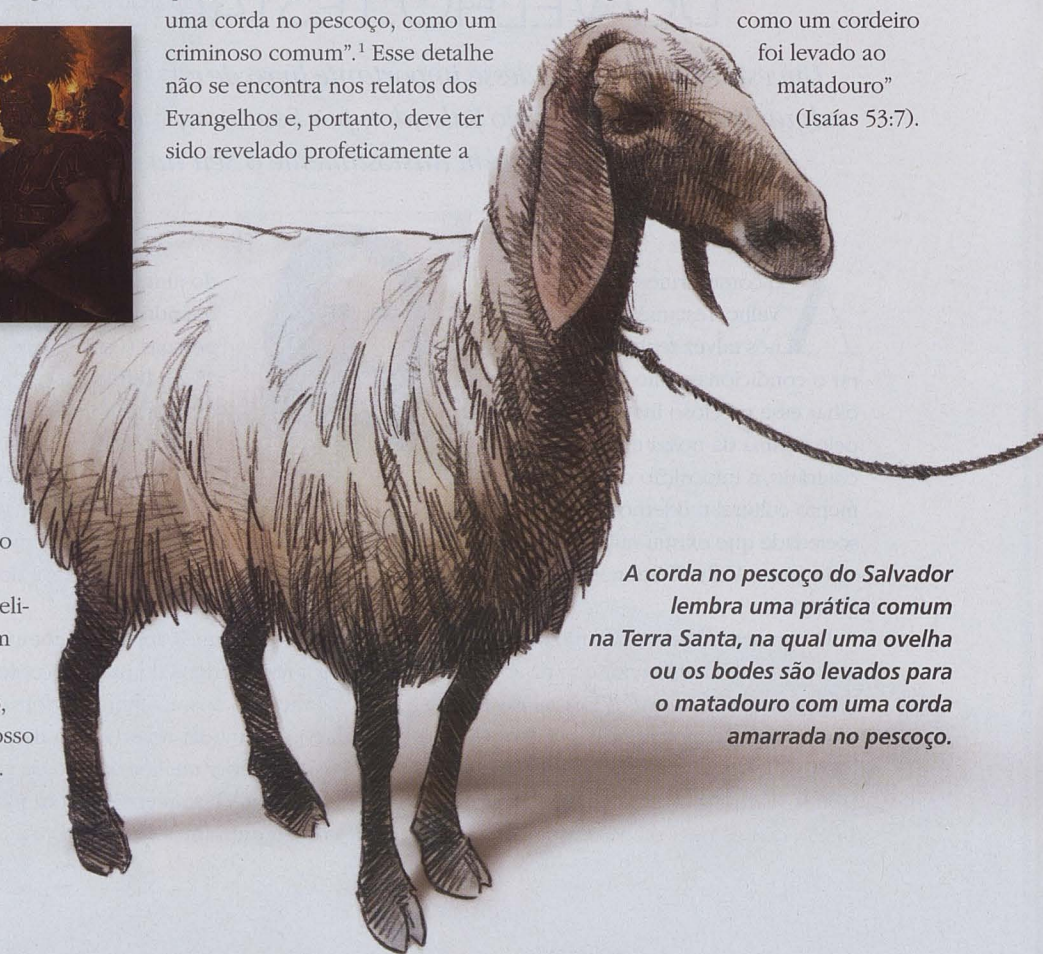 uma corda no pescoço, como um
criminoso comum”.¹ Esse detalhe
não se encontra nos relatos dos
Evangelhos e, portanto, deve ter
sido revelado profeticamente a
como um cordeiro
foi levado ao
matadouro”
(Isaías 53:7).
A corda no pescoço do Salvador
lembra uma prática comum
na Terra Santa, na qual uma ovelha
ou os bodes são levados para
o matadouro com uma corda
amarrada no pescoço.